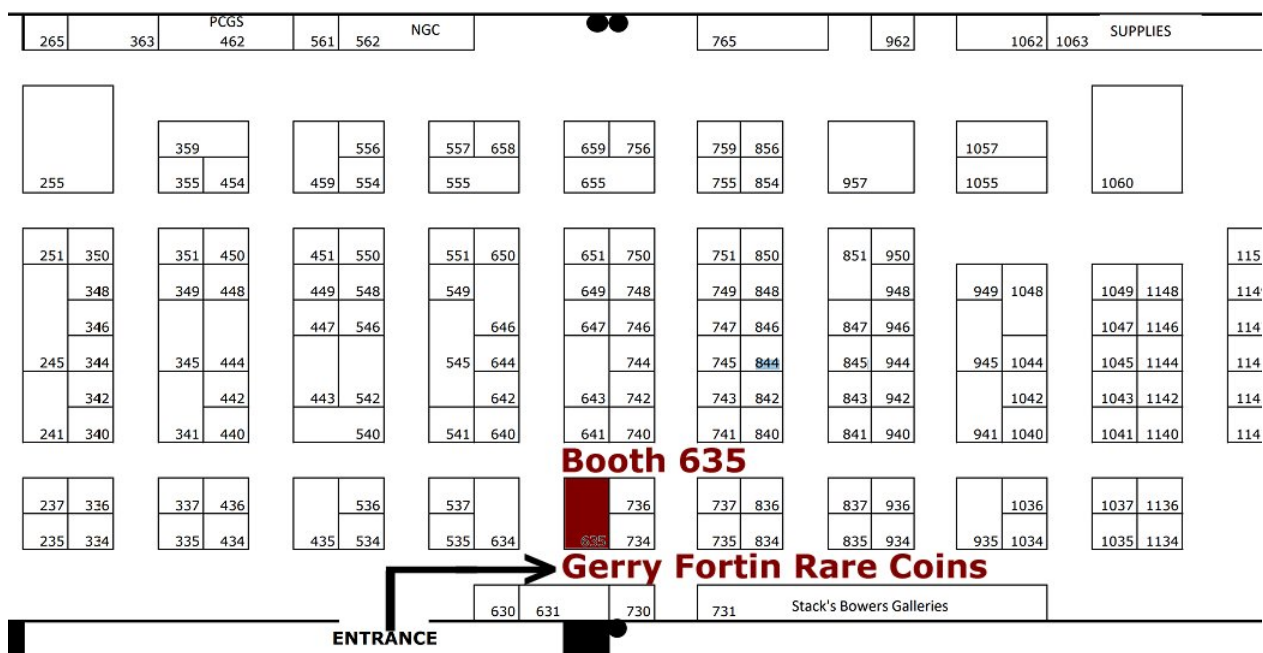 PCGS NGC SUPPLIES
265 363 462 561 562 765 962 1062 1063
359 556 557 658 659 756 759 856 1057
255 355 454 459 554 555 655 755 854 957 1055 1060
251 350 351 450 451 550 551 650 651 750 751 850 851 950 115
348 349 448 449 548 549 649 748 749 848 948 949 1048 1049 1148 114
346 447 546 646 647 746 747 846 847 946 1047 1146 114
245 344 345 444 545 644 744 745 844 845 944 945 1044 1045 1144 114
342 442 443 542 642 643 742 743 842 843 942 1042 1043 1142 114
241 340 341 440 540 541 640 641 740 741 840 841 940 941 1040 1041 1140 114
Booth 635
237 336 337 436 536 537 736 737 836 837 936 1036 1037 1136
235 334 335 434 435 534 535 634 635 734 735 834 835 934 935 1034 1035 1134
Gerry Fortin Rare Coins
630 631 730 731 Stack's Bowers Galleries
ENTRANCE